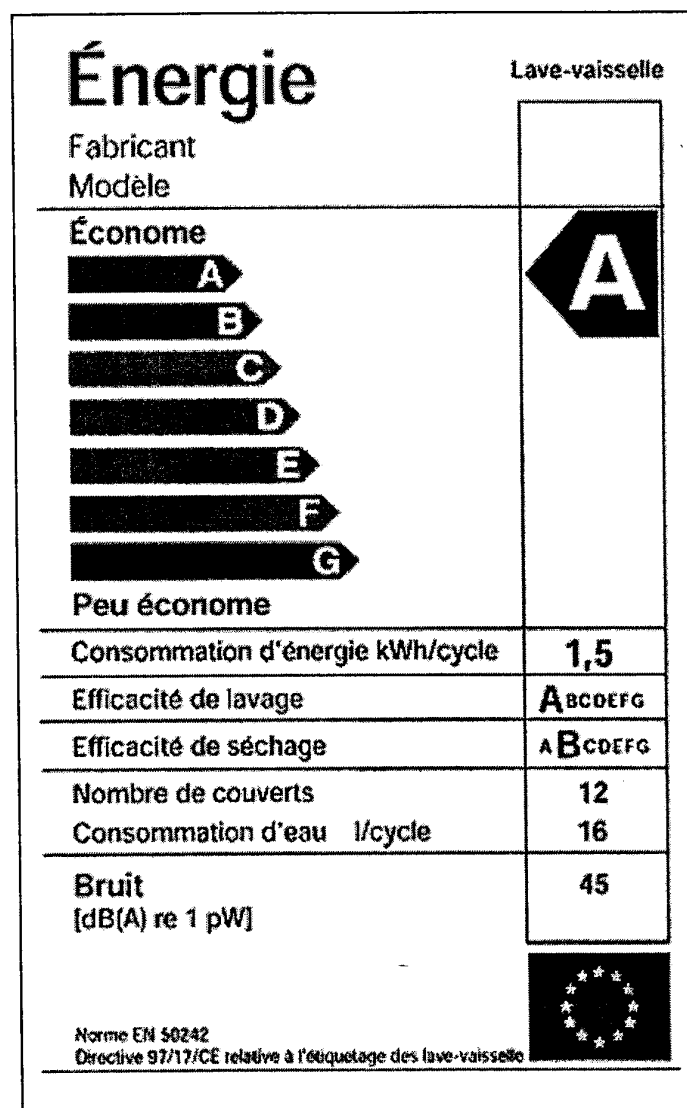 Énergie
Lave-vaisselle
Fabricant
Modèle
Économe
A
A
B
C
D
E
F
G
Peu économe
Consommation d'énergie kWh/cycle 1,5
Efficacité de lavage ABCDEFG
Efficacité de séchage ABCDEFG
Nombre de couverts 12
Consommation d'eau l/cycle 16
Bruit 45
[dB(A) re 1 pW]
Norme EN 50242
Directive 97/17/CE relative à l'étiquetage des lave-vaisselle